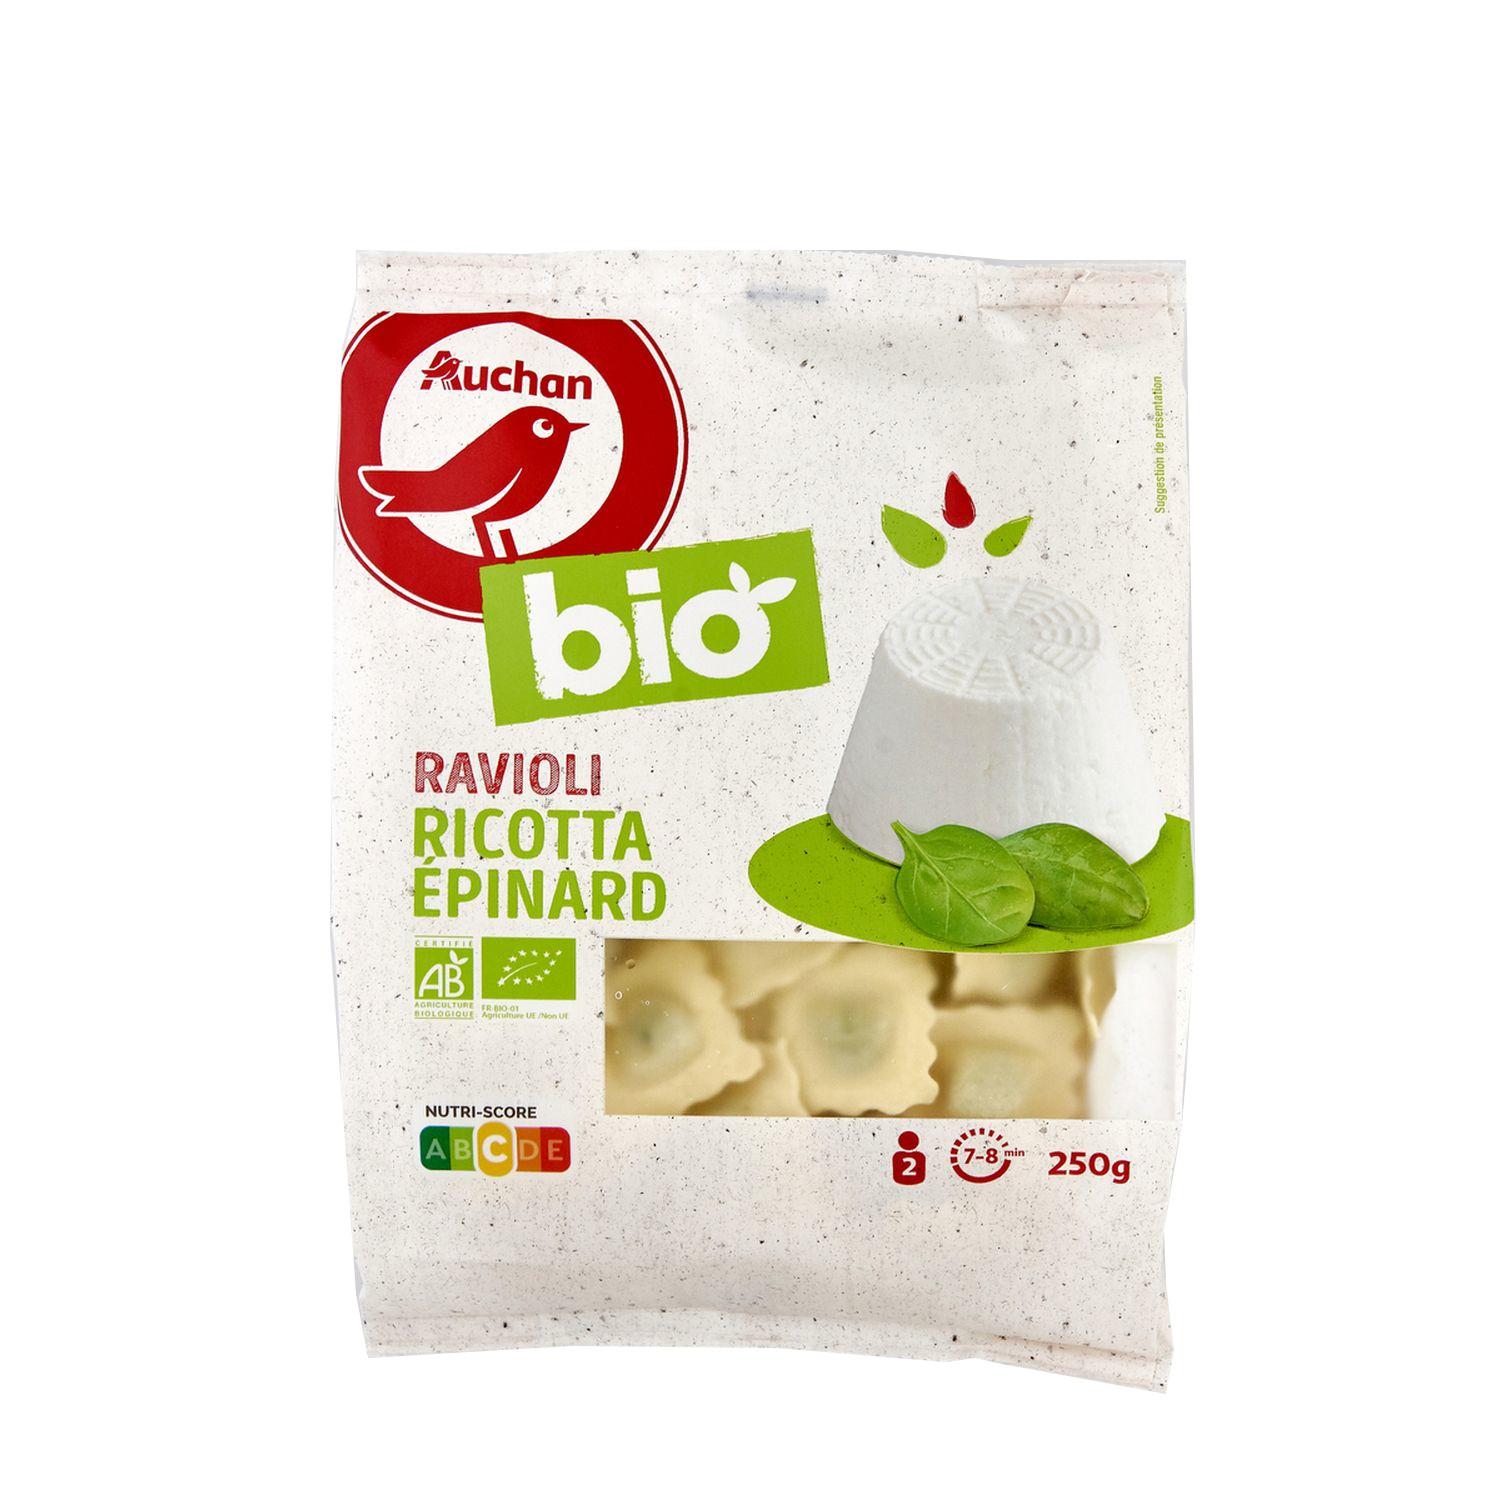 Auchan
bio
RAVIOLI
RICOTTA
ÉPINARD
Suggestion de présentation
CERTIFIÉ
AB
AGRICULTURE
BIOLOGIQUE
FR-BIO-01
Agriculture UE /Non UE
NUTRI-SCORE
A B C D E
2
7-8 min
250g